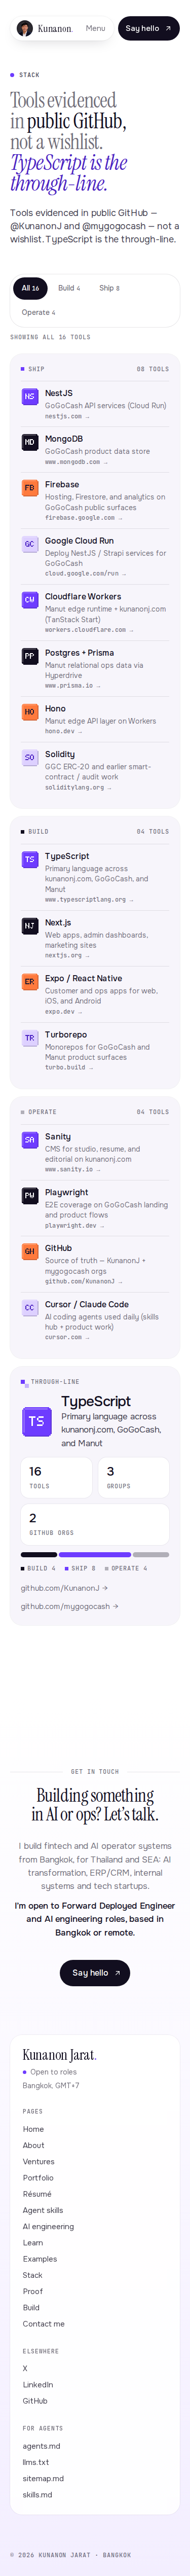 Kunanon.
Menu
Say hello ↗
STACK
Tools evidenced
in public GitHub,
not a wishlist.
TypeScript is the
through-line.
Tools evidenced in public GitHub —
@KunanonJ and @mygogocash — not a
wishlist. TypeScript is the through-line.
All 16
Build 4
Ship 8
Operate 4
SHOWING ALL 16 TOOLS
SHIP
08 TOOLS
NS
NestJS
GoGoCash API services (Cloud Run)
nestjs.com →
MD
MongoDB
GoGoCash product data store
www.mongodb.com →
FB
Firebase
Hosting, Firestore, and analytics on
GoGoCash public surfaces
firebase.google.com →
GC
Google Cloud Run
Deploy NestJS / Strapi services for
GoGoCash
cloud.google.com/run →
CW
Cloudflare Workers
Manut edge runtime + kunanonj.com
(TanStack Start)
workers.cloudflare.com →
PP
Postgres + Prisma
Manut relational ops data via
Hyperdrive
www.prisma.io →
HO
Hono
Manut edge API layer on Workers
hono.dev →
SO
Solidity
GGC ERC-20 and earlier smart-
contract / audit work
soliditylang.org →
BUILD
04 TOOLS
TS
TypeScript
Primary language across
kunanonj.com, GoGoCash, and
Manut
www.typescriptlang.org →
NJ
Next.js
Web apps, admin dashboards,
marketing sites
nextjs.org →
ER
Expo / React Native
Customer and ops apps for web,
iOS, and Android
expo.dev →
TR
Turborepo
Monorepos for GoGoCash and
Manut product surfaces
turbo.build →
OPERATE
04 TOOLS
SA
Sanity
CMS for studio, resume, and
editorial on kunanonj.com
www.sanity.io →
PW
Playwright
E2E coverage on GoGoCash landing
and product flows
playwright.dev →
GH
GitHub
Source of truth — KunanonJ +
mygogocash orgs
github.com/KunanonJ →
CC
Cursor / Claude Code
AI coding agents used daily (skills
hub + product work)
cursor.com →
THROUGH-LINE
TS
TypeScript
Primary language across
kunanonj.com, GoGoCash,
and Manut
16
TOOLS
3
GROUPS
2
GITHUB ORGS
BUILD 4
SHIP 8
OPERATE 4
github.com/KunanonJ →
github.com/mygogocash →
GET IN TOUCH
Building something
in AI or ops? Let's talk.
I build fintech and AI operator systems
from Bangkok, for Thailand and SEA: AI
transformation, ERP/CRM, internal
systems and tech startups.
I'm open to Forward Deployed Engineer
and AI engineering roles, based in
Bangkok or remote.
Say hello ↗
Kunanon Jarat.
Open to roles
Bangkok, GMT+7
PAGES
Home
About
Ventures
Portfolio
Résumé
Agent skills
AI engineering
Learn
Examples
Stack
Proof
Build
Contact me
ELSEWHERE
X
LinkedIn
GitHub
FOR AGENTS
agents.md
llms.txt
sitemap.md
skills.md
© 2026 KUNANON JARAT · BANGKOK